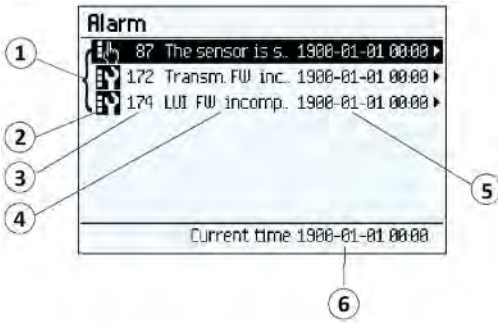 Alarm
87 The sensor is s.. 1900-01-01 00:00
172 Transm. FW inc.. 1900-01-01 00:00
174 LUI FW incomp.. 1900-01-01 00:00
Current time 1900-01-01 00:00
1
2
3
4
5
6